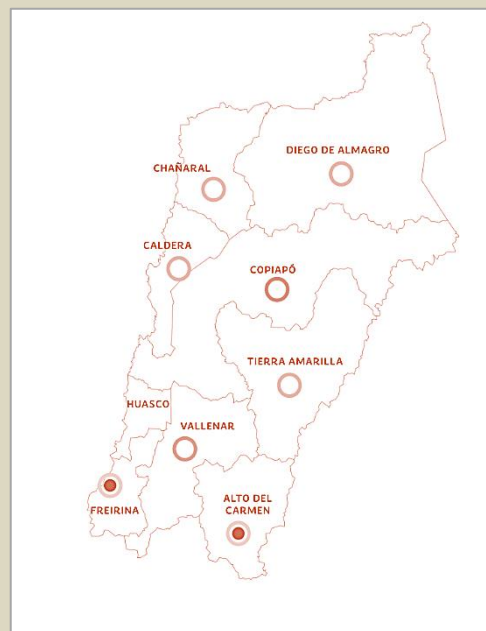 DIEGO DE ALMAGRO
CHAÑARAL
CALDERA
COPIAPÓ
TIERRA AMARILLA
HUASCO
VALLENAR
ALTO DEL
CARMEN
FREIRINA